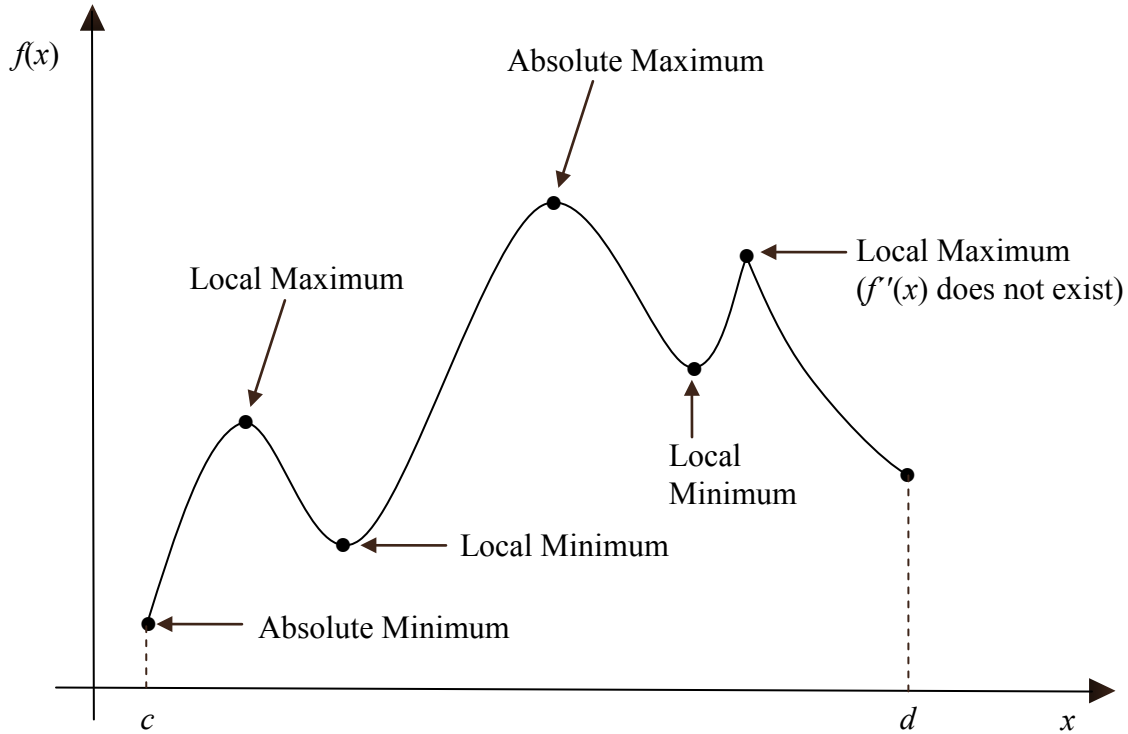 f(x)
Absolute Maximum
Local Maximum
(f′′(x) does not exist)
Local Maximum
Local
Minimum
Local Minimum
Absolute Minimum
c
d
x